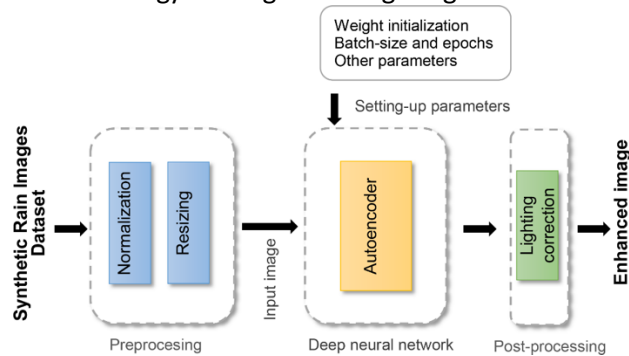 Weight initialization
Batch-size and epochs
Other parameters
Setting-up parameters
Synthetic Rain Images
Dataset
Normalization
Resizing
Input image
Autoencoder
Lighting
correction
Enhanced image
Preprocesing
Deep neural network
Post-processing